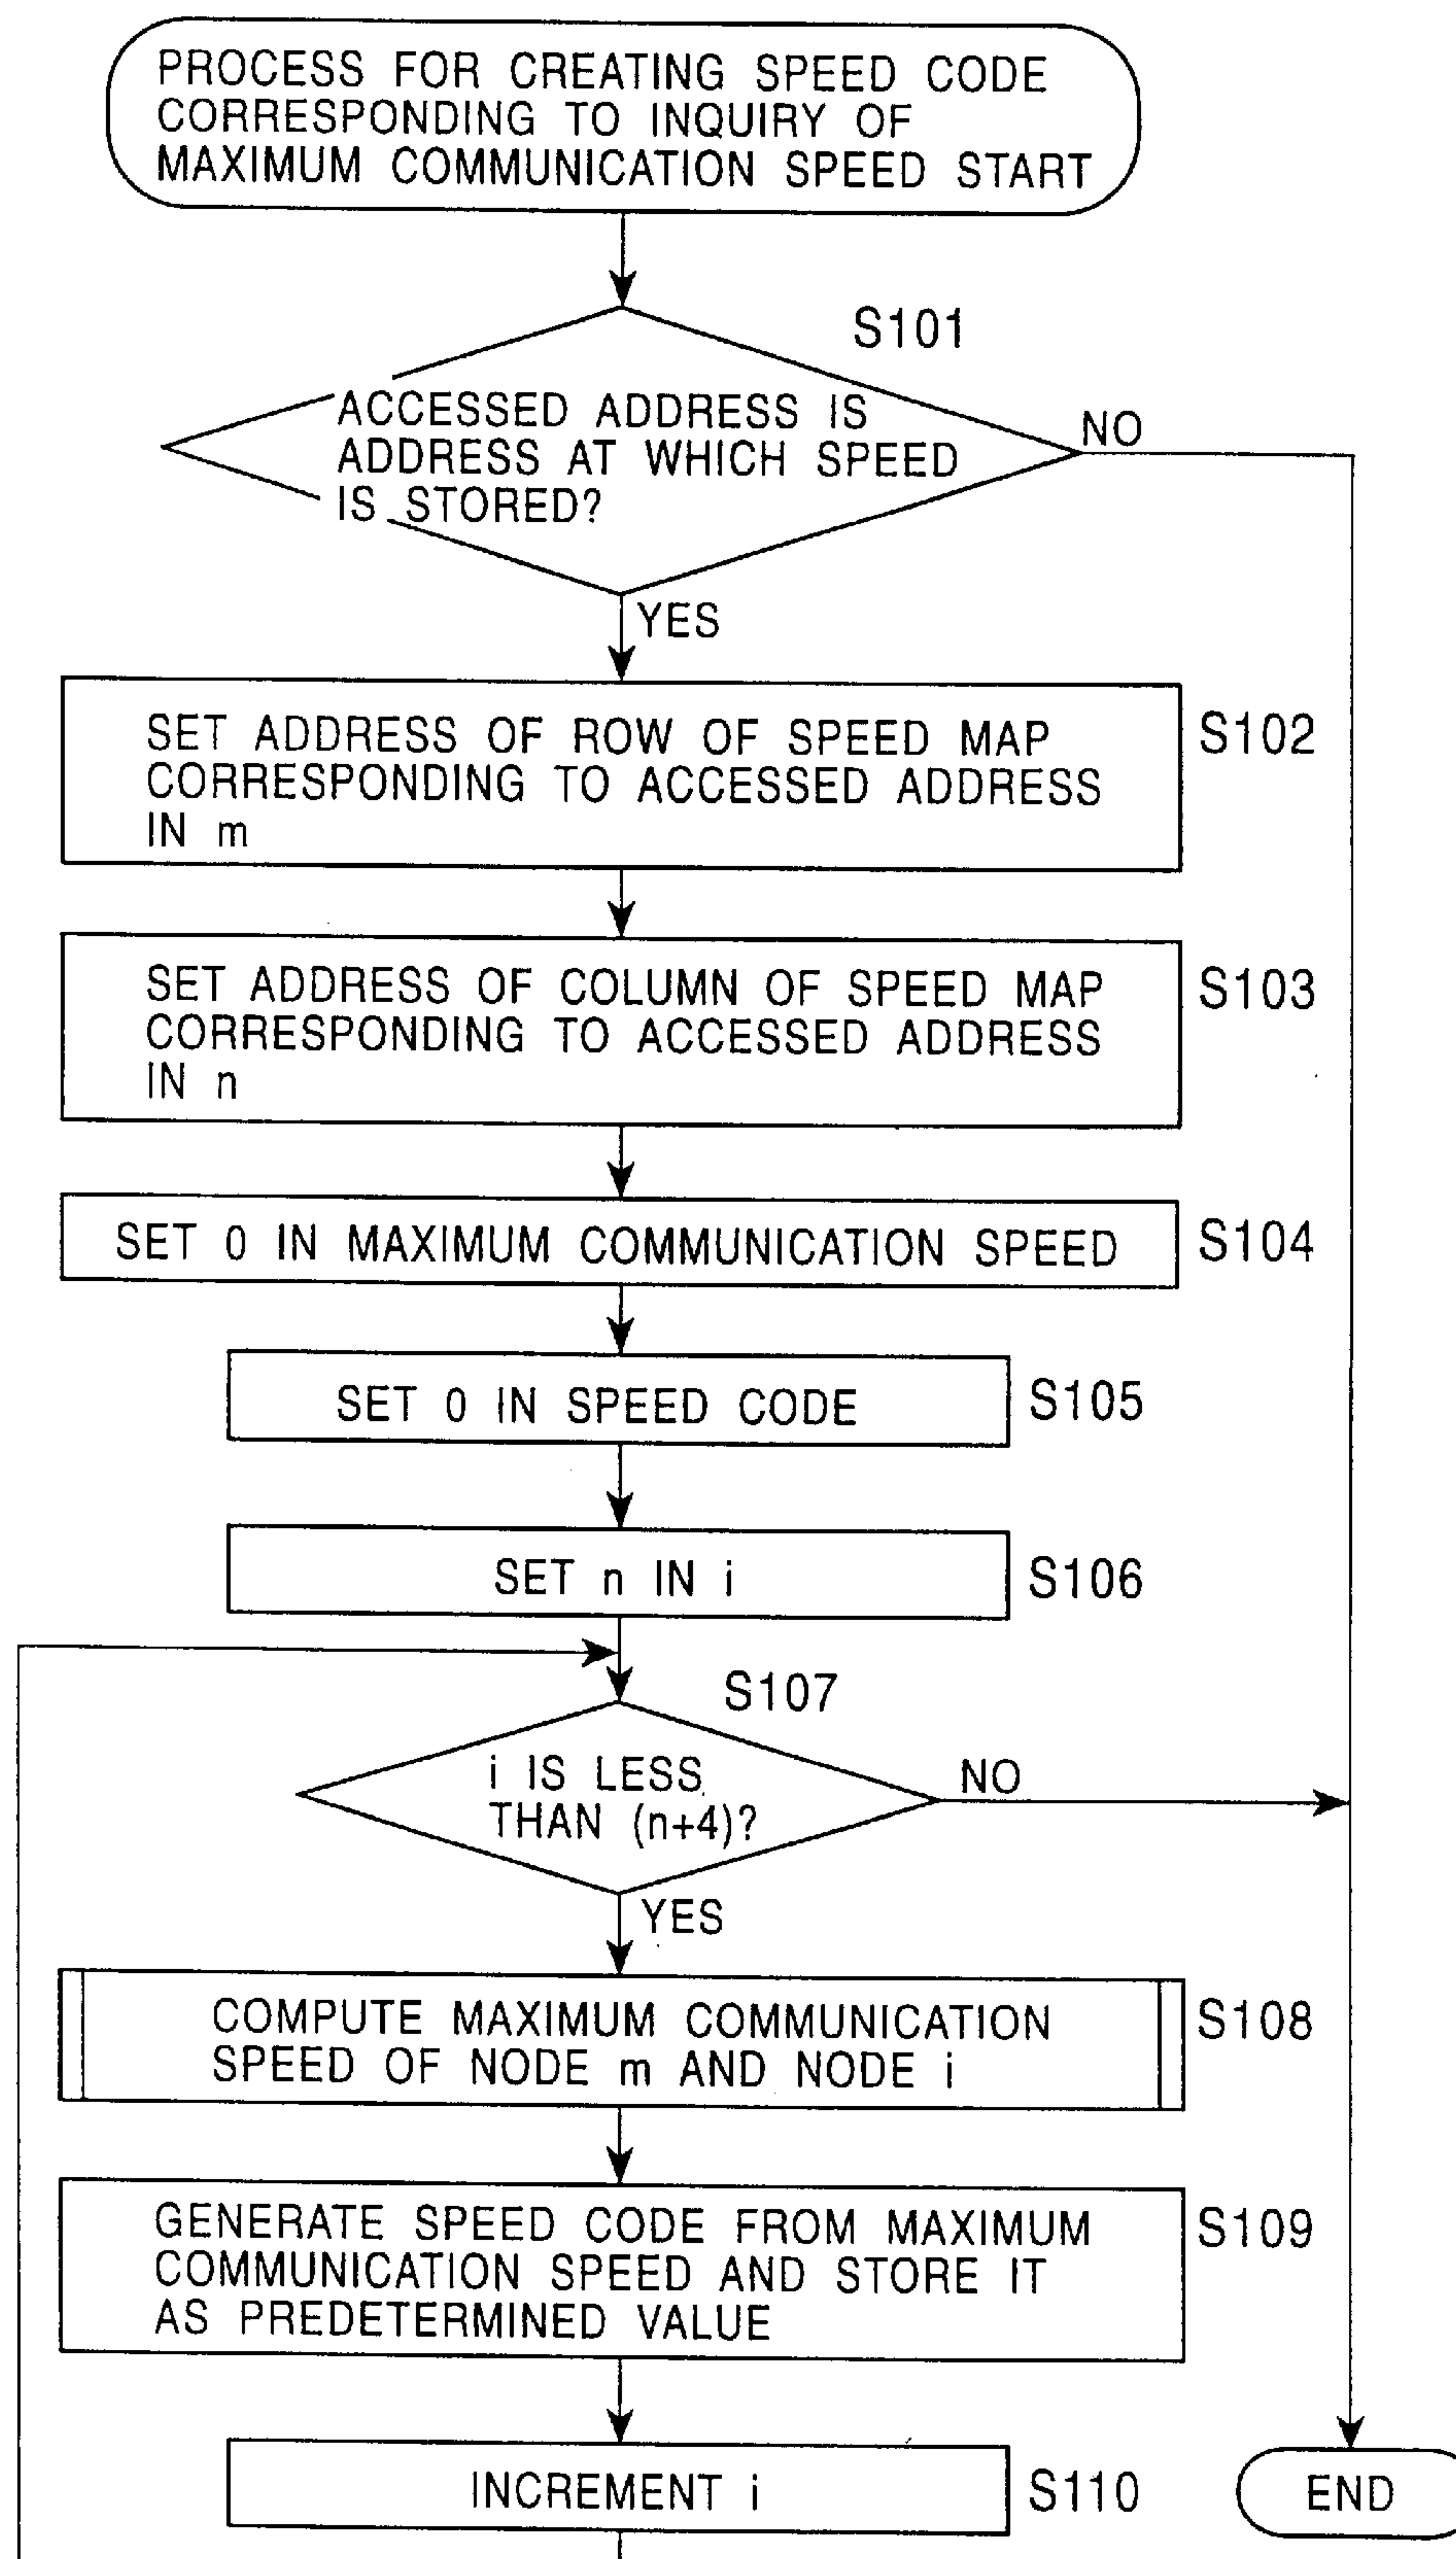 PROCESS FOR CREATING SPEED CODE
CORRESPONDING TO INQUIRY OF
MAXIMUM COMMUNICATION SPEED START
S101
ACCESSED ADDRESS IS
ADDRESS AT WHICH SPEED
IS STORED?
NO
YES
SET ADDRESS OF ROW OF SPEED MAP
CORRESPONDING TO ACCESSED ADDRESS
IN m
S102
SET ADDRESS OF COLUMN OF SPEED MAP
CORRESPONDING TO ACCESSED ADDRESS
IN n
S103
SET 0 IN MAXIMUM COMMUNICATION SPEED
S104
SET 0 IN SPEED CODE
S105
SET n IN i
S106
S107
i IS LESS
THAN (n+4)?
NO
YES
COMPUTE MAXIMUM COMMUNICATION
SPEED OF NODE m AND NODE i
S108
GENERATE SPEED CODE FROM MAXIMUM
COMMUNICATION SPEED AND STORE IT
AS PREDETERMINED VALUE
S109
INCREMENT i
S110
END